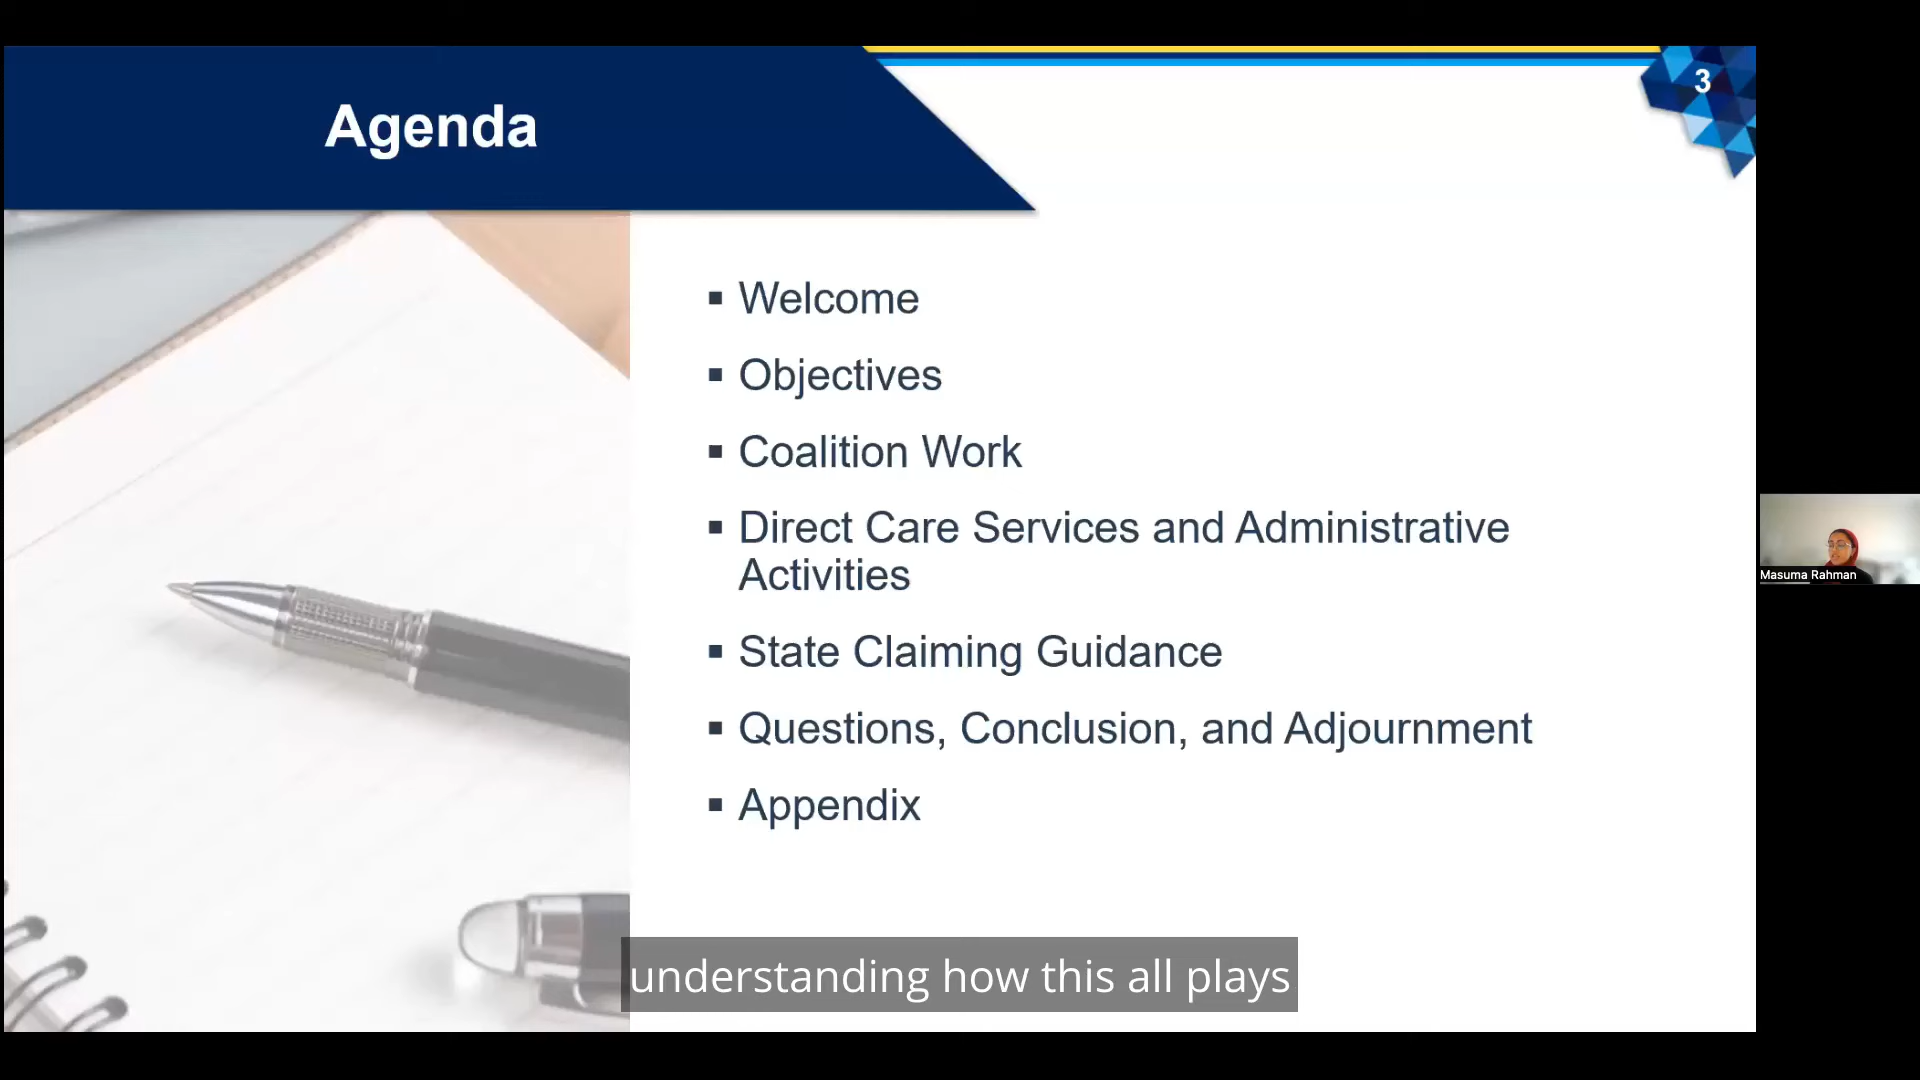 Agenda
3
▪ Welcome
▪ Objectives
▪ Coalition Work
▪ Direct Care Services and Administrative
Activities
▪ State Claiming Guidance
▪ Questions, Conclusion, and Adjournment
▪ Appendix
Masuma Rahman
understanding how this all plays